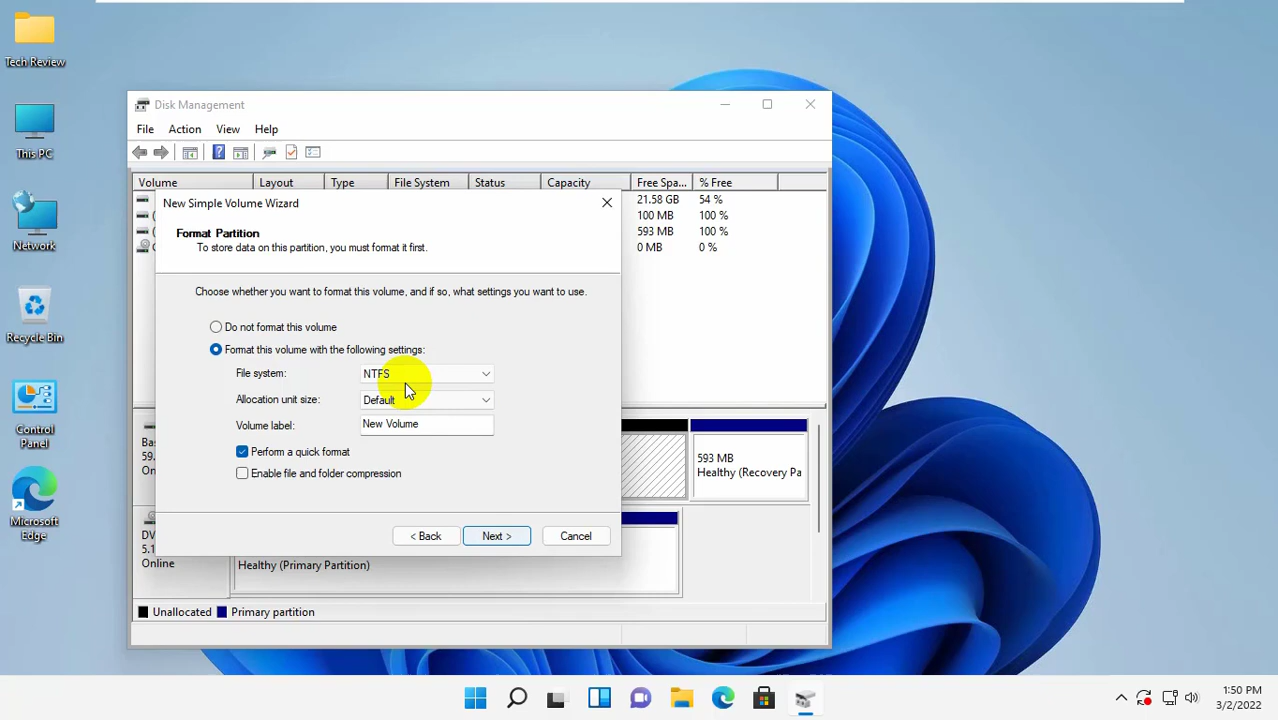 Tech Review
This PC
Network
Recycle Bin
Control
Panel
Microsoft
Edge
Disk Management
File Action View Help
Volume Layout Type File System Status Capacity Free Spa... % Free
21.58 GB 54 %
100 MB 100 %
593 MB 100 %
0 MB 0 %
New Simple Volume Wizard
Format Partition
To store data on this partition, you must format it first.
Choose whether you want to format this volume, and if so, what settings you want to use.
Do not format this volume
Format this volume with the following settings:
File system: NTFS
Allocation unit size: Default
Volume label: New Volume
Perform a quick format
Enable file and folder compression
< Back Next > Cancel
Bas
59.
Online
593 MB
Healthy (Recovery Pa
DV
5.1
Online
Healthy (Primary Partition)
Unallocated Primary partition
1:50 PM
3/2/2022